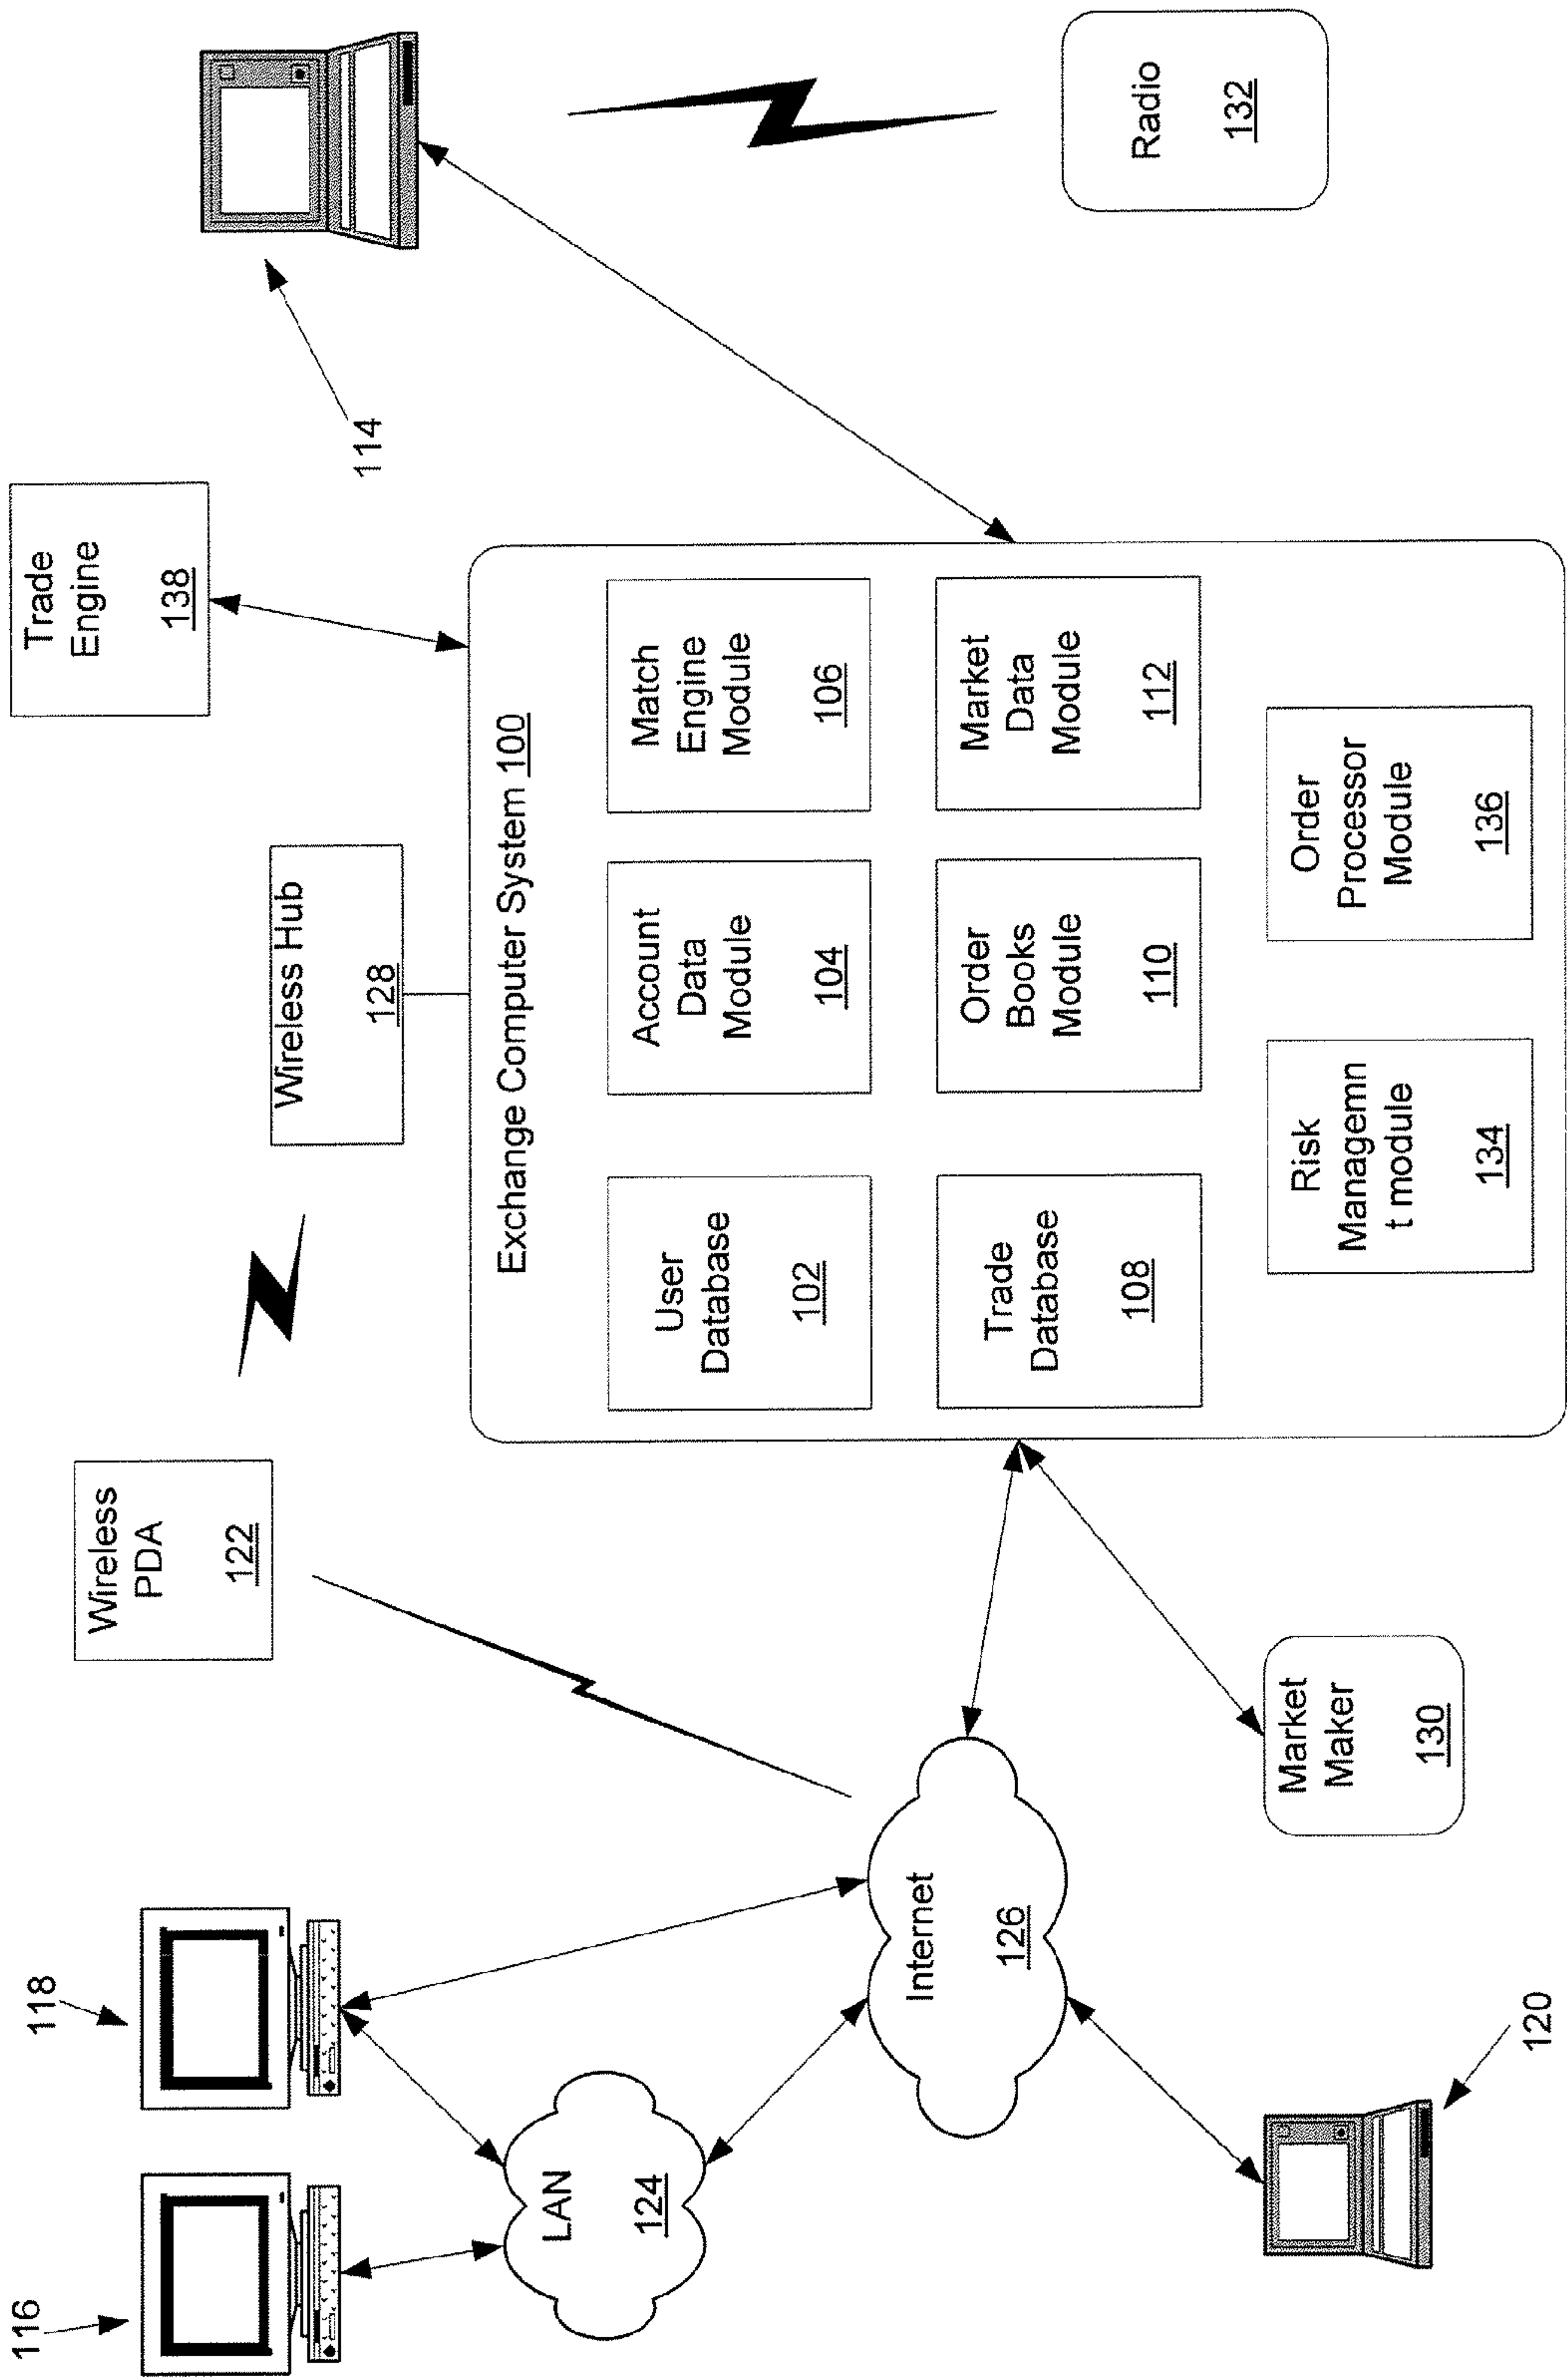 116
118
Wireless
PDA
122
Wireless Hub
128
Trade
Engine
138
114
LAN
124
Internet
126
120
Market
Maker
130
Exchange Computer System 100
User
Database
102
Account
Data
Module
104
Match
Engine
Module
106
Trade
Database
108
Order
Books
Module
110
Market
Data
Module
112
Risk
Managemn
t module
134
Order
Processor
Module
136
Radio
132